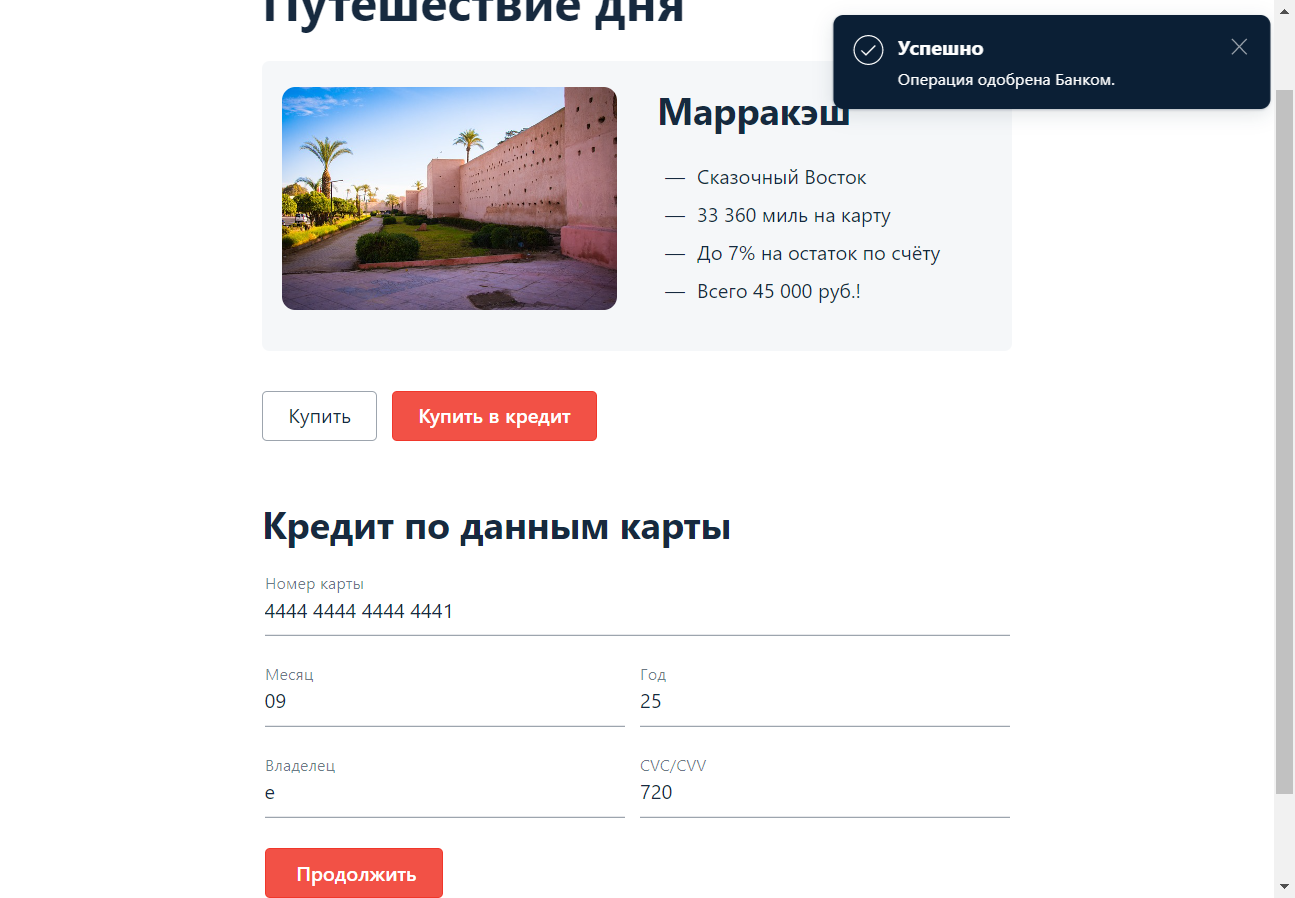 Путешествие дня
Успешно
Операция одобрена Банком.
Марракэш
— Сказочный Восток
— 33 360 миль на карту
— До 7% на остаток по счёту
— Всего 45 000 руб.!
Купить
Купить в кредит
Кредит по данным карты
Номер карты
4444 4444 4444 4441
Месяц
Год
09
25
Владелец
CVC/CVV
е
720
Продолжить